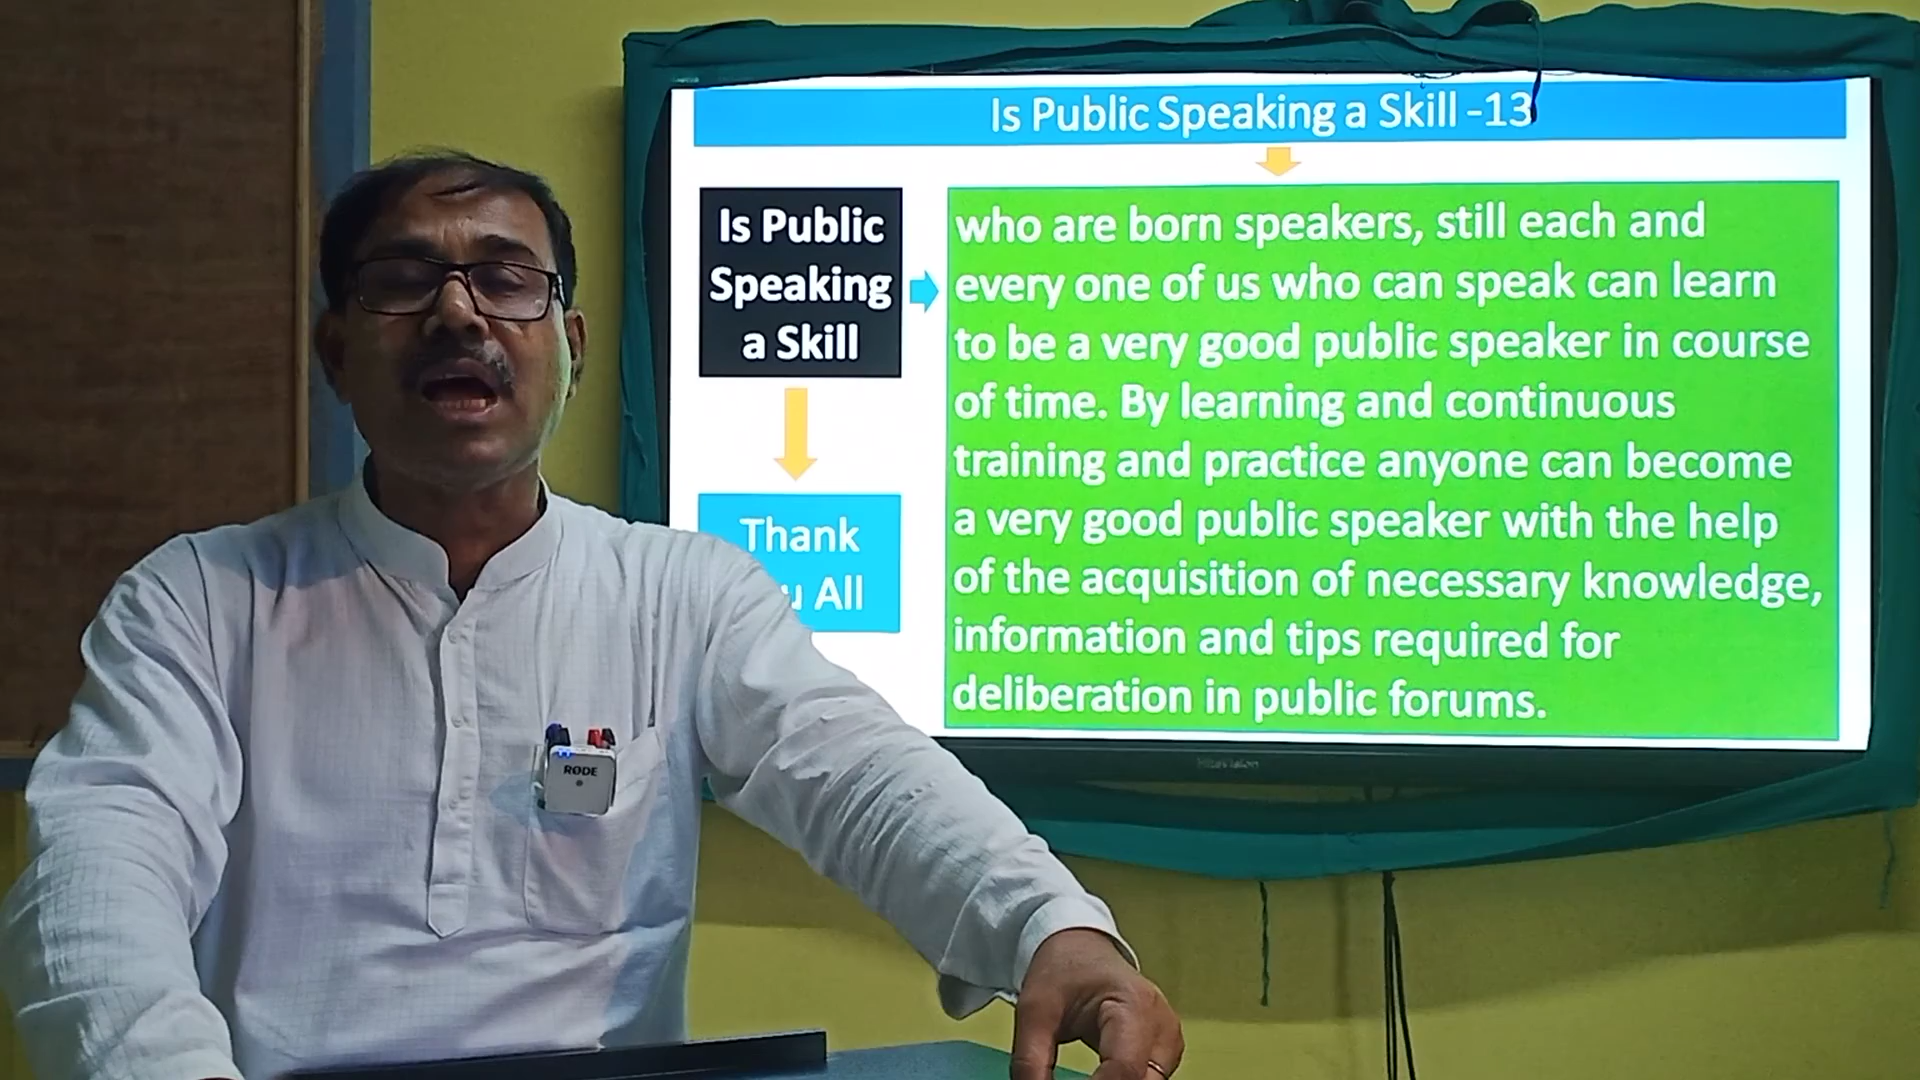 Is Public Speaking a Skill -13
Is Public
Speaking
a Skill
who are born speakers, still each and
every one of us who can speak can learn
to be a very good public speaker in course
of time. By learning and continuous
training and practice anyone can become
a very good public speaker with the help
of the acquisition of necessary knowledge,
information and tips required for
deliberation in public forums.
Thank
All
RØDE